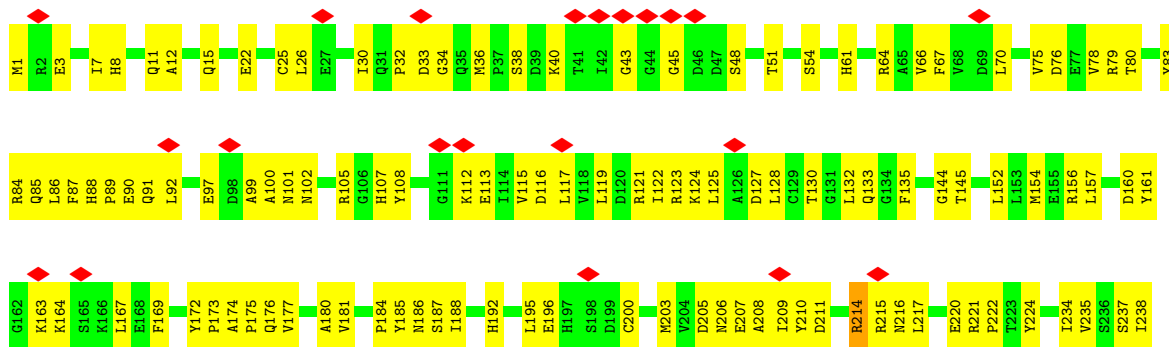 M1 R2 E3 I7 H8 Q11 A12 Q15 E22 C25 L26 E27 I30 Q31 P32 D33 G34 Q35 M36 P37 S38 D39 K40 T41 I42 G43 G44 G45 D46 D47 S48 T51 S54 H61 R64 A65 V66 F67 V68 D69 L70 V75 D76 E77 V78 R79 T80 Y83
R84 Q85 L86 F87 H88 P89 E90 Q91 L92 E97 D98 A99 A100 N101 N102 R105 G106 H107 Y108 G111 K112 E113 I114 V115 D116 L117 V118 L119 D120 R121 I122 R123 K124 L125 A126 D127 L128 C129 T130 G131 L132 Q133 G134 F135 G144 T145 L152 L153 M154 E155 R156 L157 D160 Y161
G162 K163 K164 S165 K166 L167 E168 F169 Y172 P173 A174 P175 Q176 V177 A180 V181 P184 Y185 N186 S187 I188 H192 L195 E196 H197 S198 D199 C200 M203 V204 D205 N206 E207 A208 I209 Y210 D211 R214 R215 N216 L217 E220 R221 P222 T223 Y224 I234 V235 S236 S237 I238